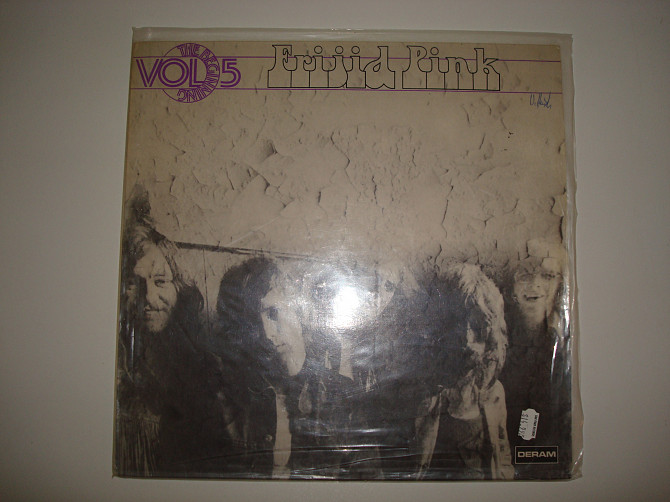 THE BEGINNING
VOL 5
Frijid Pink
DERAM